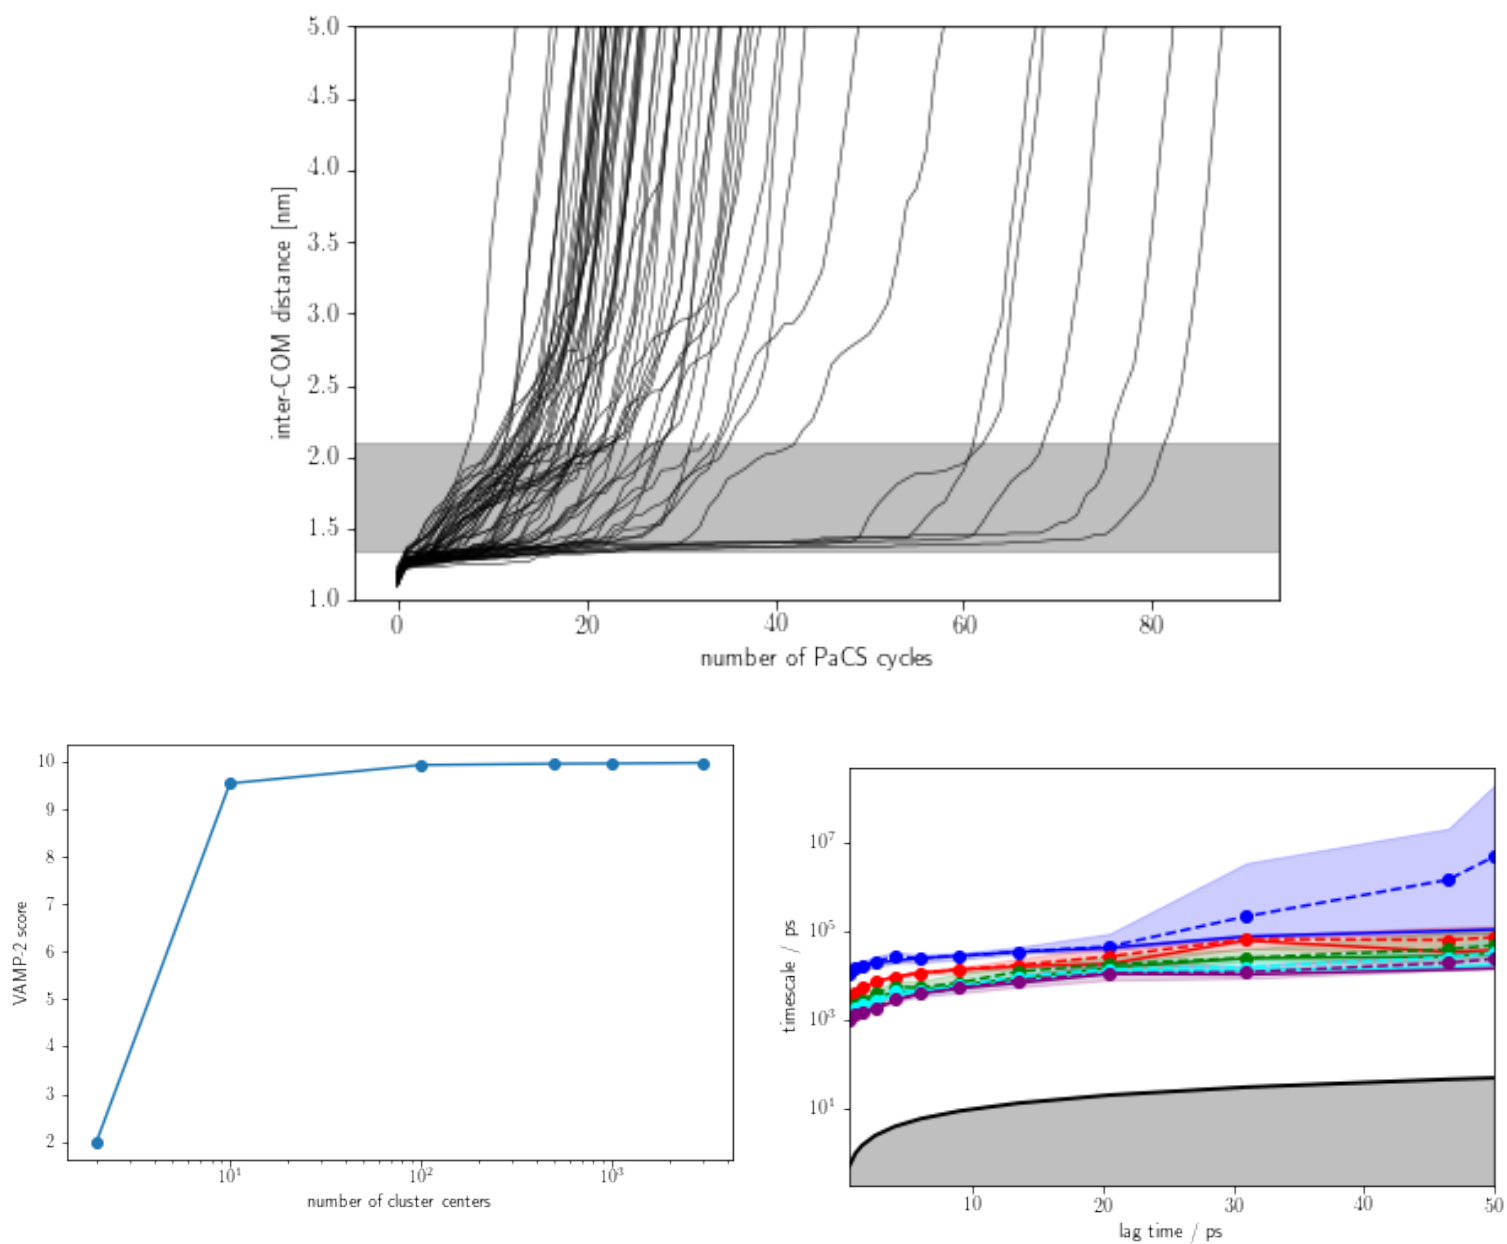 5.0
4.5
4.0
3.5
3.0
2.5
2.0
1.5
1.0
inter-COM distance [nm]
0 20 40 60 80
number of PaCS cycles
10
9
8
7
6
5
4
3
2
VAMP-2 score
10¹ 10² 10³
number of cluster centers
10⁷
10⁵
10³
10¹
timescale / ps
10 20 30 40 50
lag time / ps